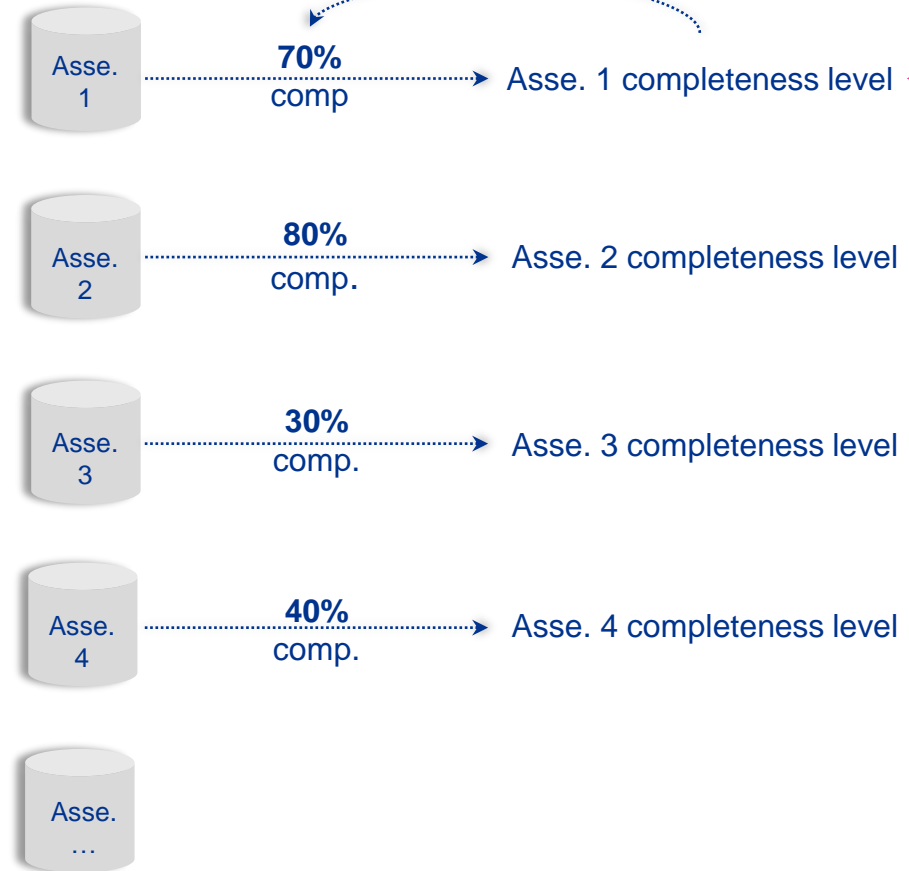 Asse.
1
70%
comp
Asse. 1 completeness level
Asse.
2
80%
comp.
Asse. 2 completeness level
Asse.
3
30%
comp.
Asse. 3 completeness level
Asse.
4
40%
comp.
Asse. 4 completeness level
Asse.
…